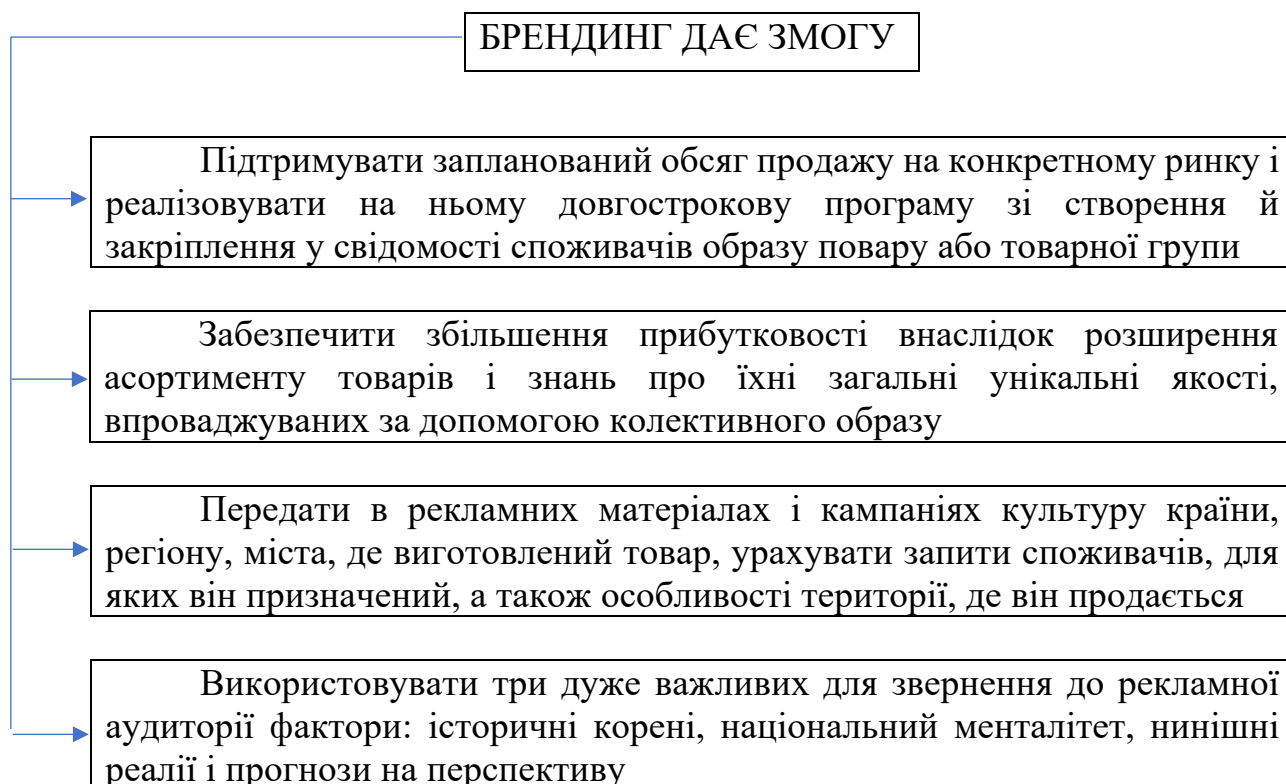 БРЕНДИНГ ДАЄ ЗМОГУ
Підтримувати запланований обсяг продажу на конкретному ринку і
реалізовувати на ньому довгострокову програму зі створення й
закріплення у свідомості споживачів образу повару або товарної групи
Забезпечити збільшення прибутковості внаслідок розширення
асортименту товарів і знань про їхні загальні унікальні якості,
впроваджуваних за допомогою колективного образу
Передати в рекламних матеріалах і кампаніях культуру країни,
регіону, міста, де виготовлений товар, урахувати запити споживачів, для
яких він призначений, а також особливості території, де він продається
Використовувати три дуже важливих для звернення до рекламної
аудиторії фактори: історичні корені, національний менталітет, нинішні
реалії і прогнози на перспективу